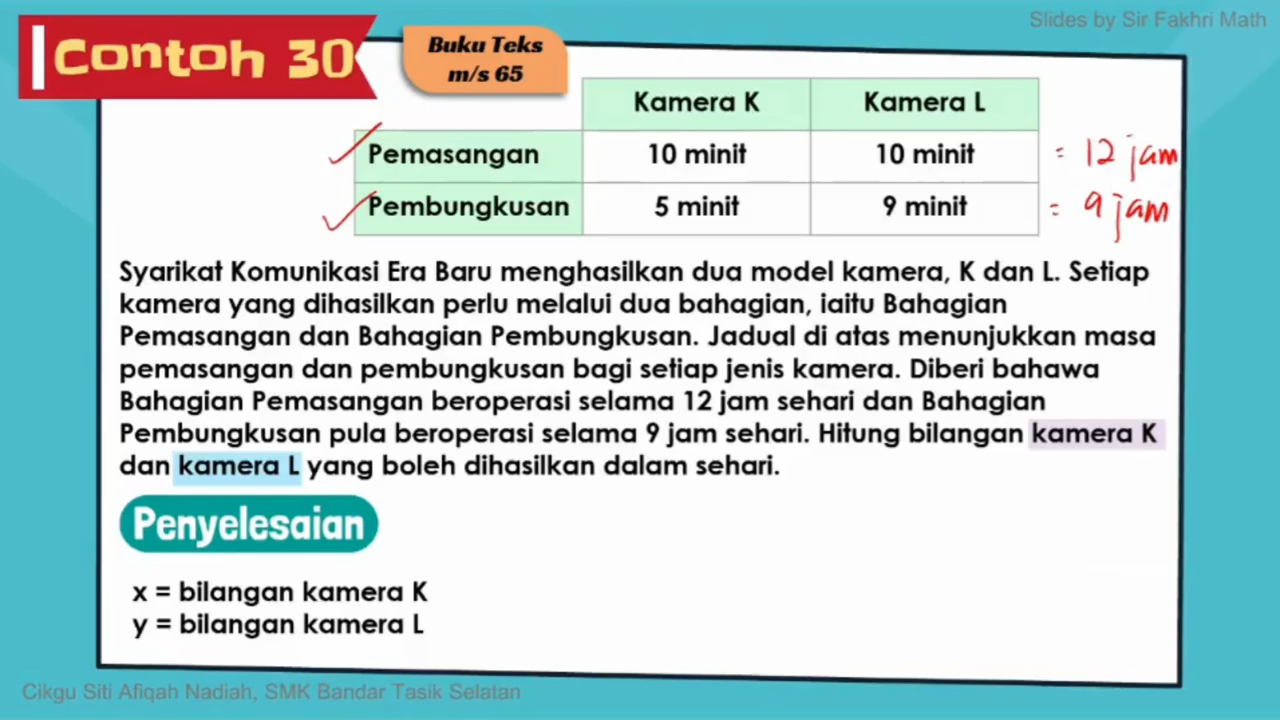 Slides by Sir Fakhri Math
Contoh 30
Buku Teks
m/s 65
Kamera K Kamera L
Pemasangan 10 minit 10 minit = 12 jam
Pembungkusan 5 minit 9 minit = 9 jam
Syarikat Komunikasi Era Baru menghasilkan dua model kamera, K dan L. Setiap
kamera yang dihasilkan perlu melalui dua bahagian, iaitu Bahagian
Pemasangan dan Bahagian Pembungkusan. Jadual di atas menunjukkan masa
pemasangan dan pembungkusan bagi setiap jenis kamera. Diberi bahawa
Bahagian Pemasangan beroperasi selama 12 jam sehari dan Bahagian
Pembungkusan pula beroperasi selama 9 jam sehari. Hitung bilangan kamera K
dan kamera L yang boleh dihasilkan dalam sehari.
Penyelesaian
x = bilangan kamera K
y = bilangan kamera L
Cikgu Siti Afiqah Nadiah, SMK Bandar Tasik Selatan